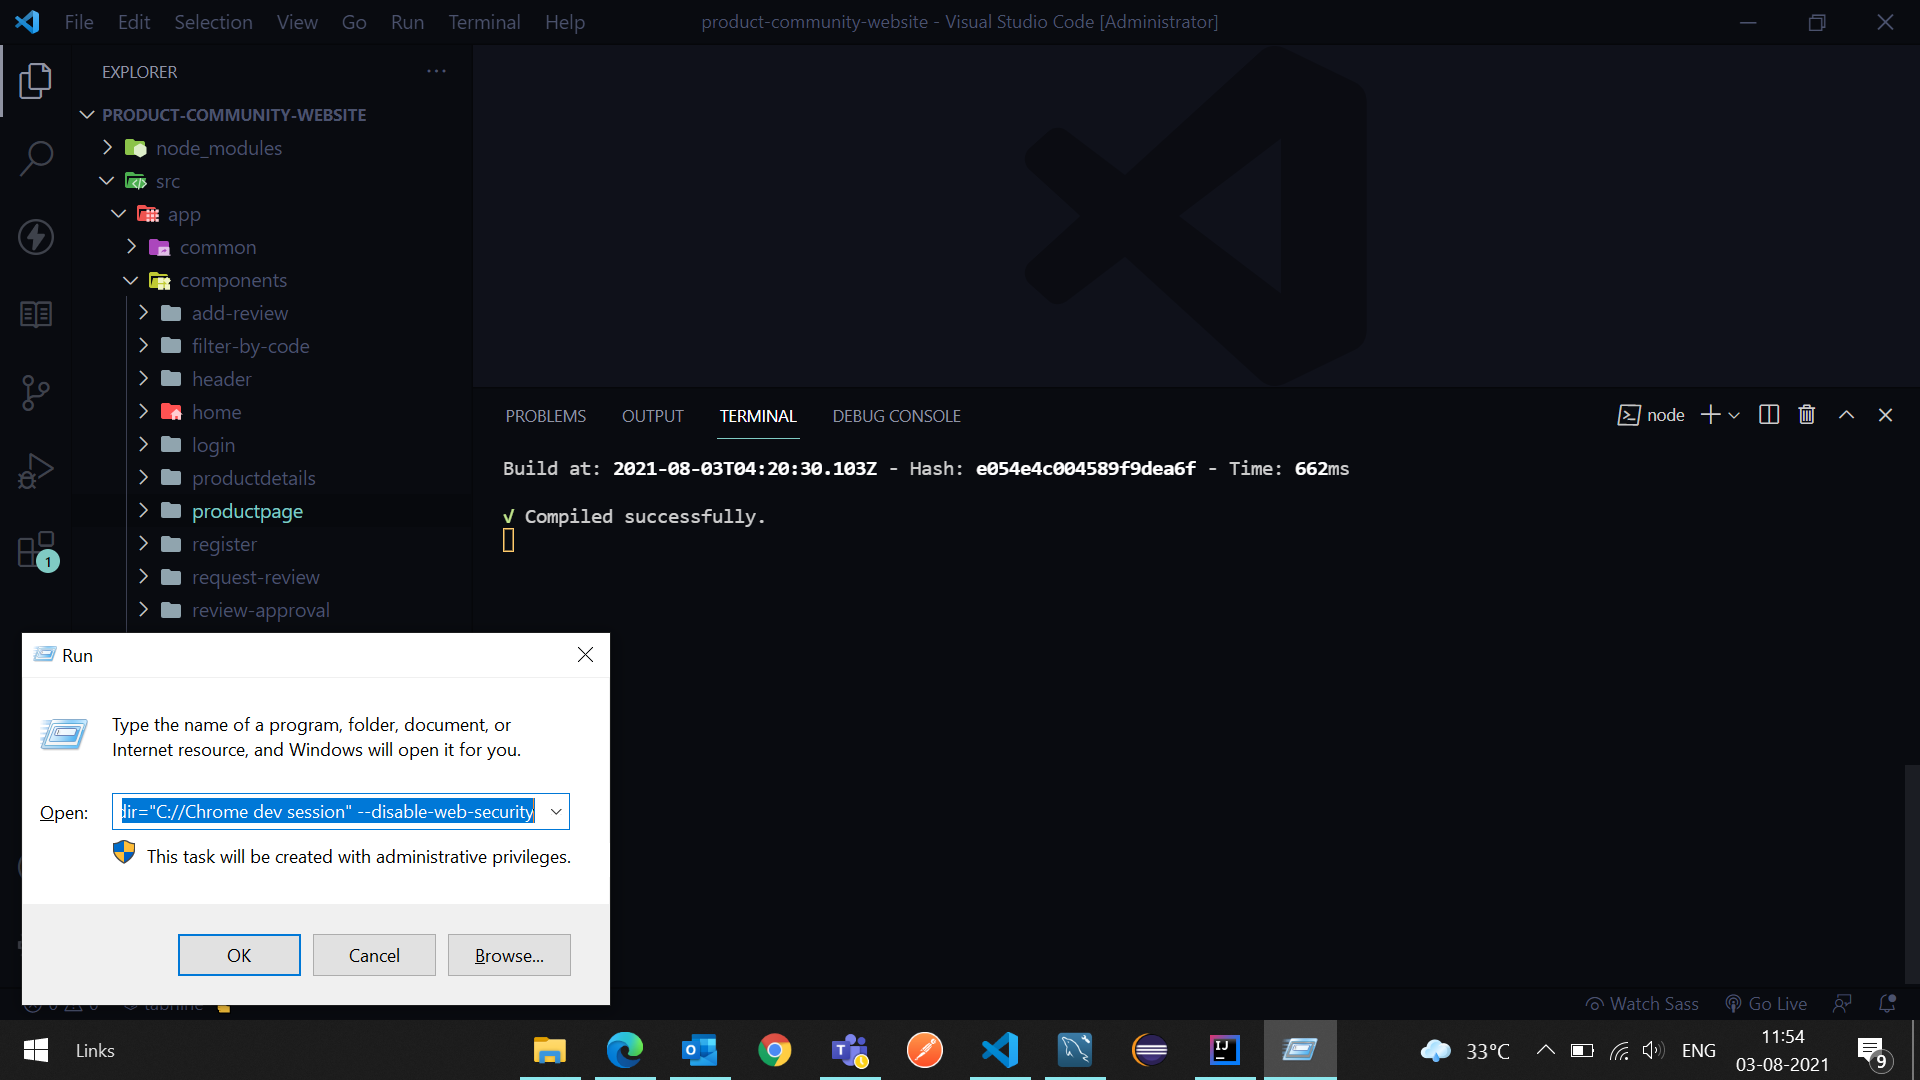 File Edit Selection View Go Run Terminal Help
product-community-website - Visual Studio Code [Administrator]
EXPLORER
PRODUCT-COMMUNITY-WEBSITE
node_modules
src
app
common
components
add-review
filter-by-code
header
home
login
productdetails
productpage
register
request-review
review-approval
1
PROBLEMS OUTPUT TERMINAL DEBUG CONSOLE
node
Build at: 2021-08-03T04:20:30.103Z - Hash: e054e4c004589f9dea6f - Time: 662ms
√ Compiled successfully.
Run
Type the name of a program, folder, document, or
Internet resource, and Windows will open it for you.
Open: dir="C://Chrome dev session" --disable-web-security
This task will be created with administrative privileges.
OK Cancel Browse...
Watch Sass Go Live
Links
33°C ENG
11:54
03-08-2021
9